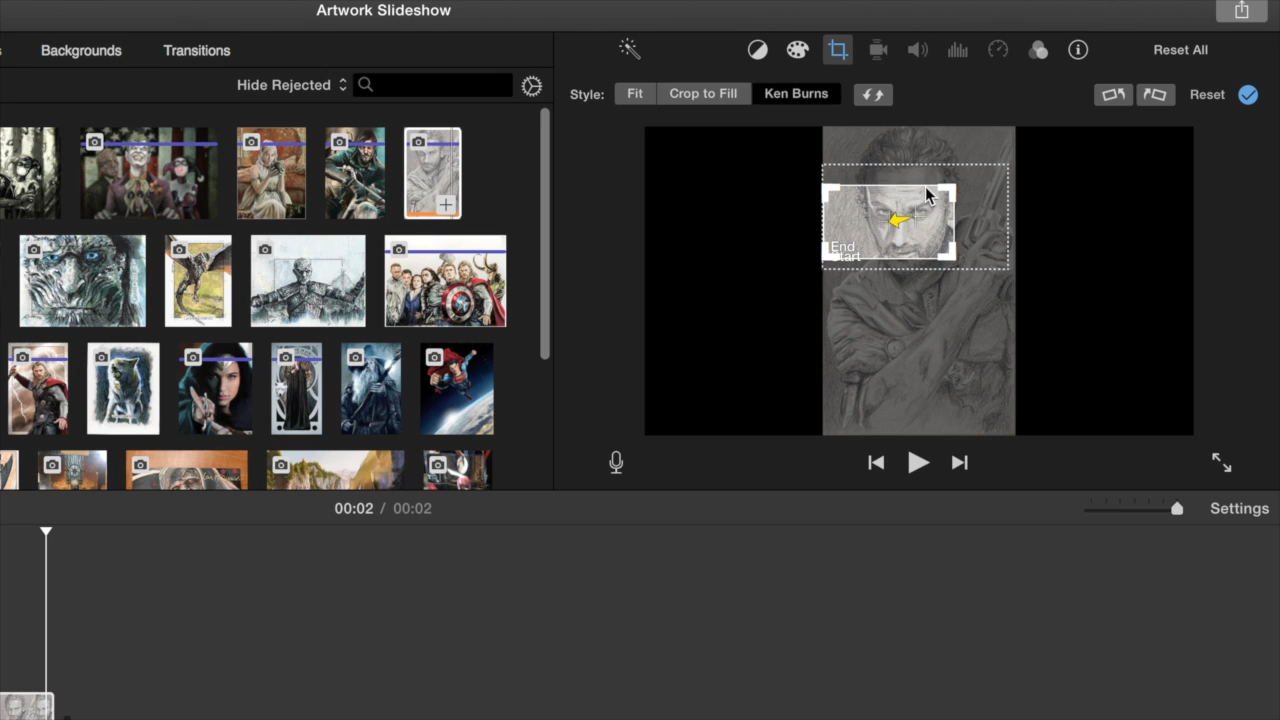 Artwork Slideshow
Backgrounds Transitions
Reset All
Hide Rejected
Style: Fit Crop to Fill Ken Burns Reset
End
Start
00:02 / 00:02
Settings